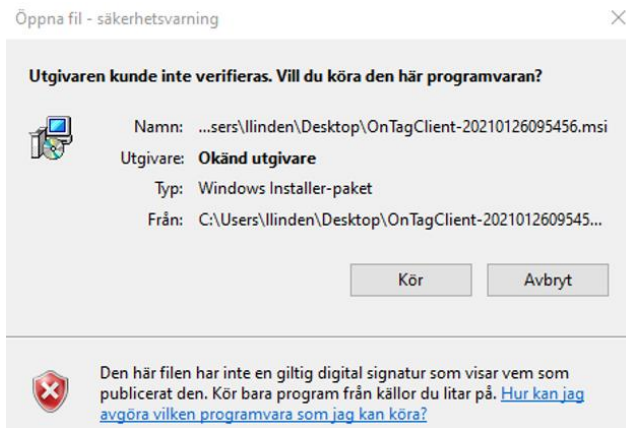 Öppna fil - säkerhetsvarning
Utgivaren kunde inte verifieras. Vill du köra den här programvaran?
Namn: ...sers\llinden\Desktop\OnTagClient-20210126095456.msi
Utgivare: Okänd utgivare
Typ: Windows Installer-paket
Från: C:\Users\llinden\Desktop\OnTagClient-2021012609545...
Kör Avbryt
Den här filen har inte en giltig digital signatur som visar vem som
publicerat den. Kör bara program från källor du litar på. Hur kan jag
avgöra vilken programvara som jag kan köra?